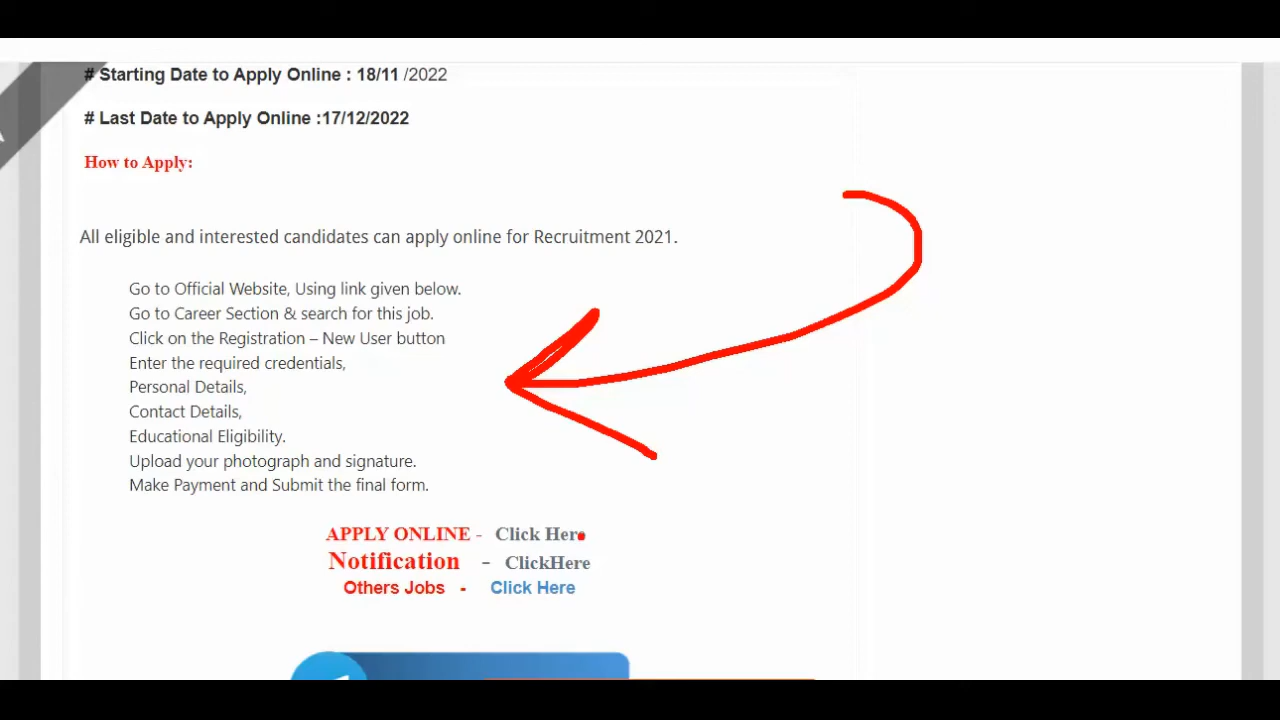 # Starting Date to Apply Online : 18/11 /2022
# Last Date to Apply Online :17/12/2022
How to Apply:
All eligible and interested candidates can apply online for Recruitment 2021.
Go to Official Website, Using link given below.
Go to Career Section & search for this job.
Click on the Registration – New User button
Enter the required credentials,
Personal Details,
Contact Details,
Educational Eligibility.
Upload your photograph and signature.
Make Payment and Submit the final form.
APPLY ONLINE - Click Here
Notification - ClickHere
Others Jobs - Click Here